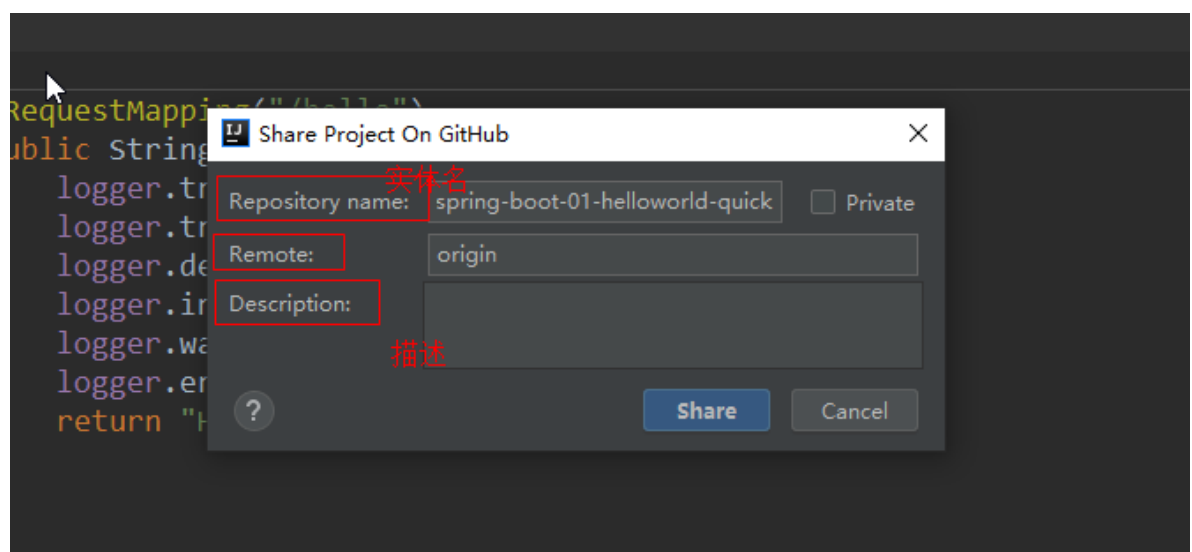 RequestMapping("/hello")
ublic String
Share Project On GitHub
实体名
logger.tr
Repository name: spring-boot-01-helloworld-quick Private
logger.tr
Remote: origin
logger.de
logger.in
Description:
logger.wa
描述
logger.er
return "H
? Share Cancel